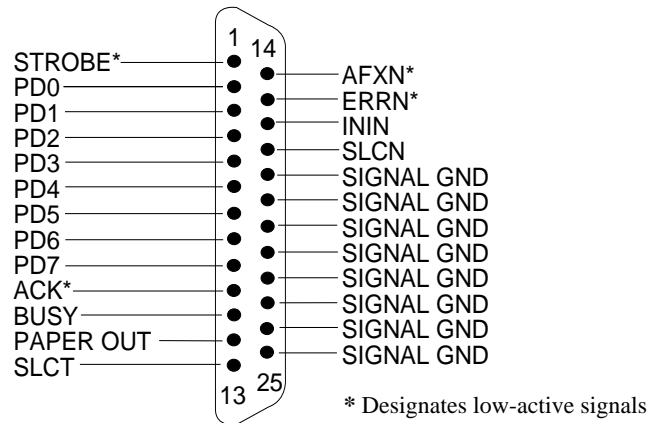 1
14
STROBE*
PD0
PD1
PD2
PD3
PD4
PD5
PD6
PD7
ACK*
BUSY
PAPER OUT
SLCT
AFXN*
ERRN*
ININ
SLCN
SIGNAL GND
SIGNAL GND
SIGNAL GND
SIGNAL GND
SIGNAL GND
SIGNAL GND
SIGNAL GND
SIGNAL GND
13
25
* Designates low-active signals